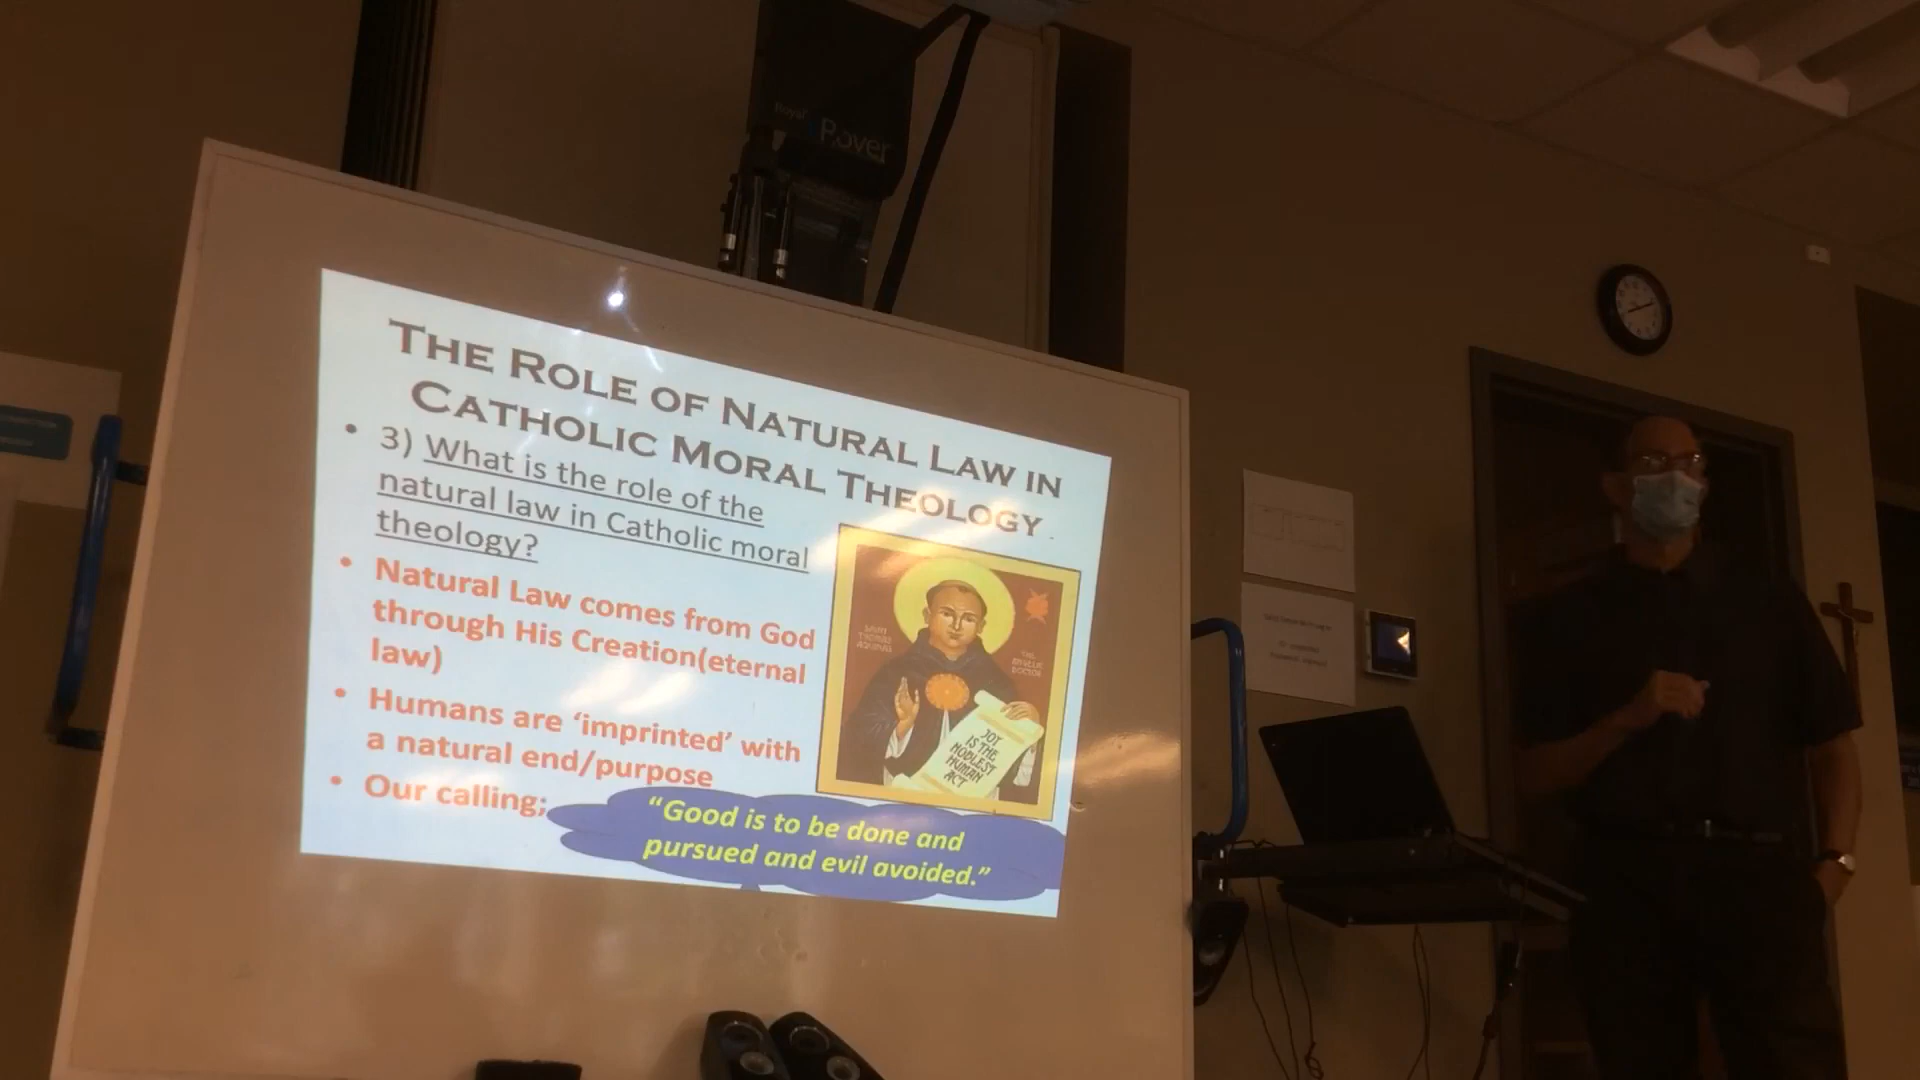 Royal
Rover
THE ROLE OF NATURAL LAW IN
CATHOLIC MORAL THEOLOGY
• 3) What is the role of the
natural law in Catholic moral
theology?
• Natural Law comes from God
through His Creation(eternal
law)
• Humans are ‘imprinted’ with
a natural end/purpose
• Our calling;
“Good is to be done and
pursued and evil avoided.”
SAINT
THOMAS
AQUINAS
THE
ANGELIC
DOCTOR
JOY
IS THE
NOBLEST
HUMAN
ACT